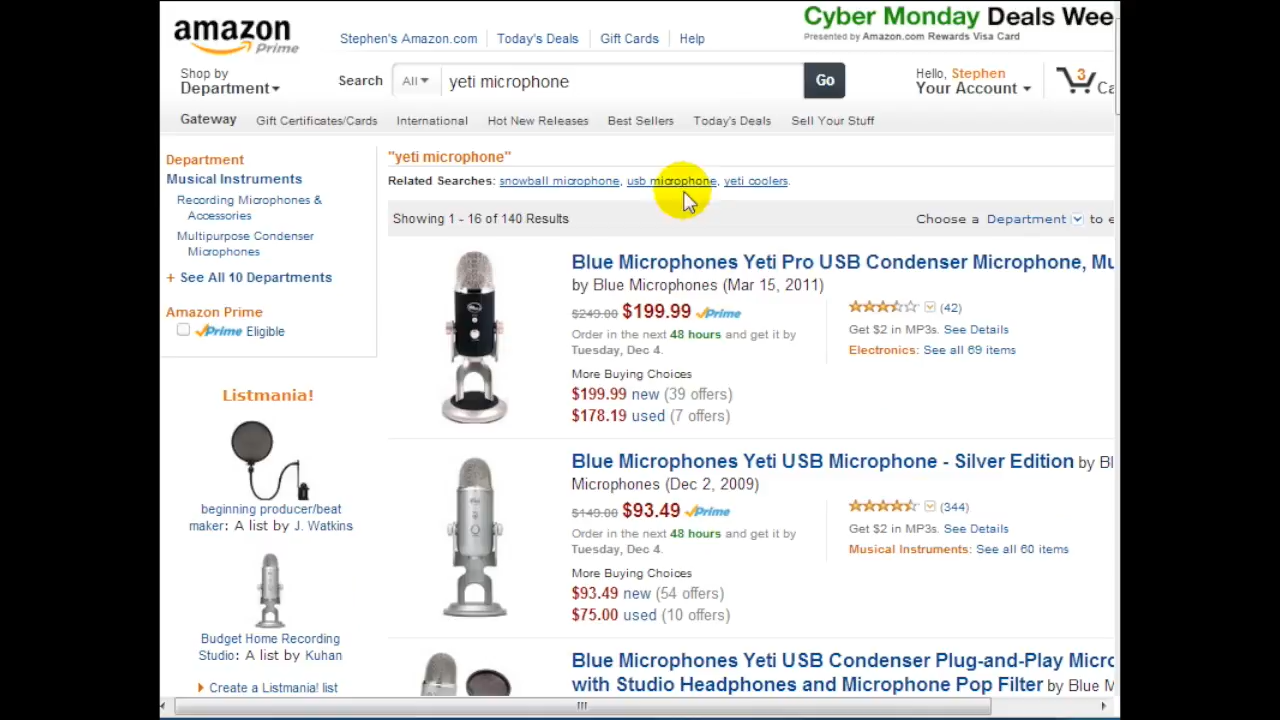 amazon
Prime
Cyber Monday Deals Wee
Presented by Amazon.com Rewards Visa Card
Stephen's Amazon.com
Today's Deals
Gift Cards
Help
Shop by
Department
Search
All
yeti microphone
Go
Hello, Stephen
Your Account
3
Ca
Gateway
Gift Certificates/Cards
International
Hot New Releases
Best Sellers
Today's Deals
Sell Your Stuff
Department
Musical Instruments
Recording Microphones &
Accessories
Multipurpose Condenser
Microphones
+ See All 10 Departments
Amazon Prime
Prime Eligible
Listmania!
beginning producer/beat
maker: A list by J. Watkins
Budget Home Recording
Studio: A list by Kuhan
Create a Listmania! list
"yeti microphone"
Related Searches: snowball microphone, usb microphone, yeti coolers.
Showing 1 - 16 of 140 Results
Choose a Department to e
Blue Microphones Yeti Pro USB Condenser Microphone, Mu
by Blue Microphones (Mar 15, 2011)
$249.00 $199.99 Prime
Order in the next 48 hours and get it by
Tuesday, Dec 4.
More Buying Choices
$199.99 new (39 offers)
$178.19 used (7 offers)
(42)
Get $2 in MP3s. See Details
Electronics: See all 69 items
Blue Microphones Yeti USB Microphone - Silver Edition by Bl
Microphones (Dec 2, 2009)
$149.00 $93.49 Prime
Order in the next 48 hours and get it by
Tuesday, Dec 4.
More Buying Choices
$93.49 new (54 offers)
$75.00 used (10 offers)
(344)
Get $2 in MP3s. See Details
Musical Instruments: See all 60 items
Blue Microphones Yeti USB Condenser Plug-and-Play Micro
with Studio Headphones and Microphone Pop Filter by Blue M